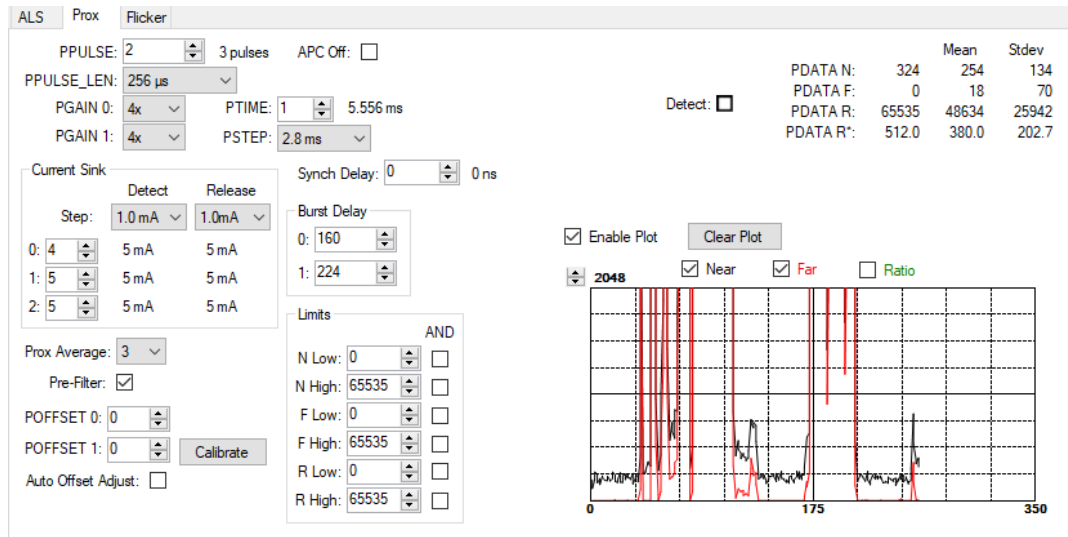 ALS Prox Flicker
PPULSE: 2 3 pulses APC Off:
PPULSE_LEN: 256 µs
PGAIN 0: 4x PTIME: 1 5.556 ms
PGAIN 1: 4x PSTEP: 2.8 ms
Detect:
Mean Stdev
PDATA N: 324 254 134
PDATA F: 0 18 70
PDATA R: 65535 48634 25942
PDATA R*: 512.0 380.0 202.7
Current Sink
Detect Release
Step: 1.0 mA 1.0mA
0: 4 5 mA 5 mA
1: 5 5 mA 5 mA
2: 5 5 mA 5 mA
Synch Delay: 0 0 ns
Burst Delay
0: 160
1: 224
Prox Average: 3
Pre-Filter:
POFFSET 0: 0
POFFSET 1: 0 Calibrate
Auto Offset Adjust:
Limits
AND
N Low: 0
N High: 65535
F Low: 0
F High: 65535
R Low: 0
R High: 65535
Enable Plot Clear Plot
2048 Near Far Ratio
0 175 350